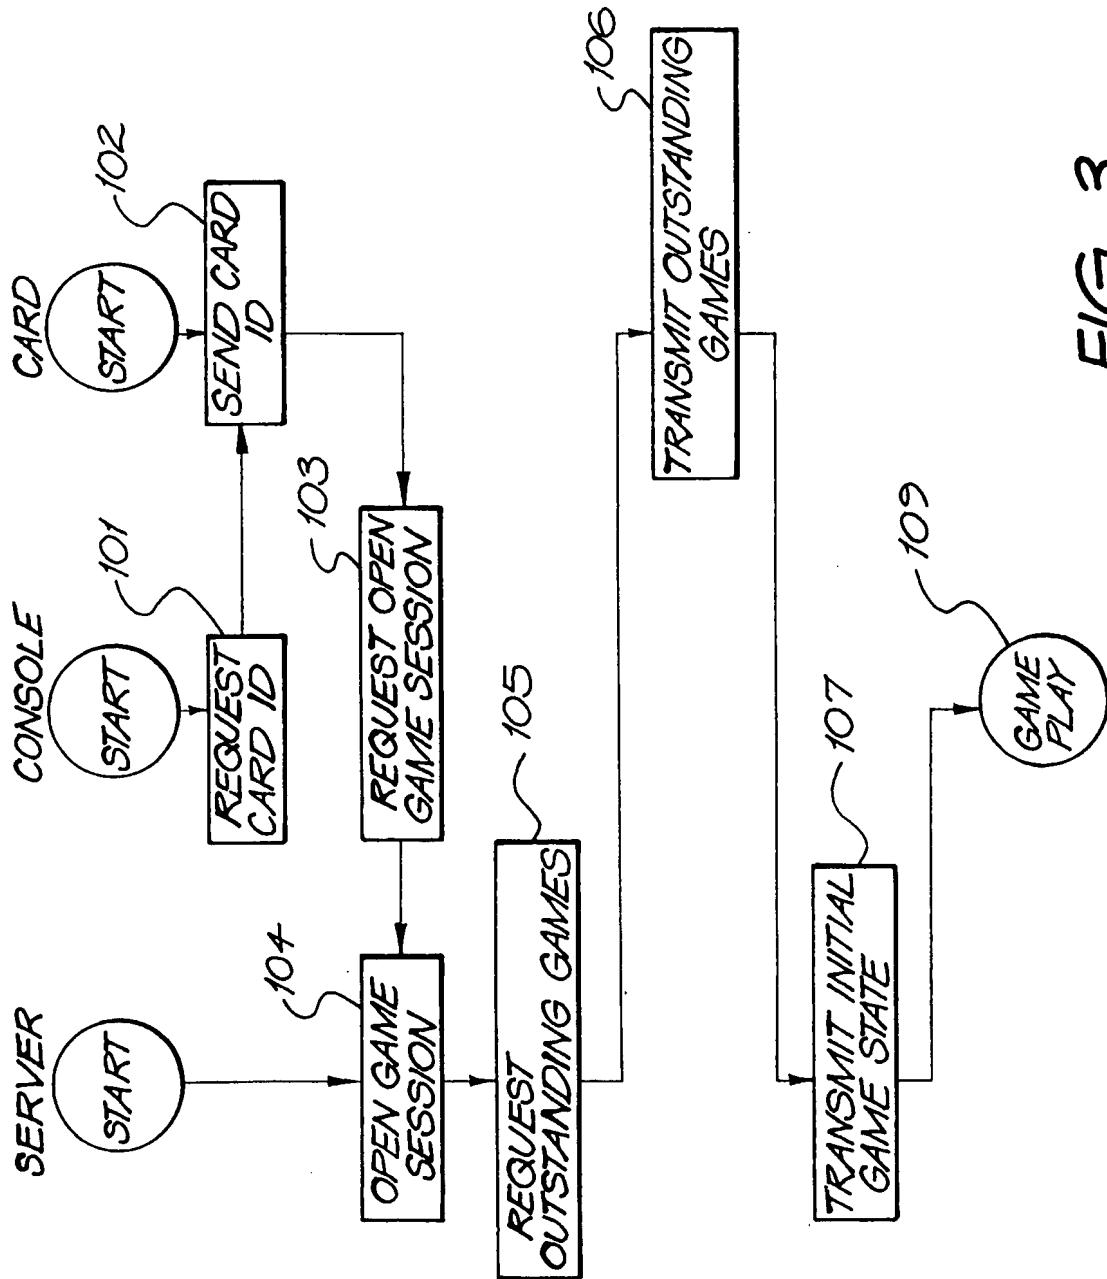 SERVER
CONSOLE
CARD
START
START
START
101
REQUEST
CARD ID
102
SEND CARD
ID
103
REQUEST OPEN
GAME SESSION
104
OPEN GAME
SESSION
105
REQUEST
OUTSTANDING GAMES
106
TRANSMIT OUTSTANDING
GAMES
107
TRANSMIT INITIAL
GAME STATE
109
GAME
PLAY
FIG 3